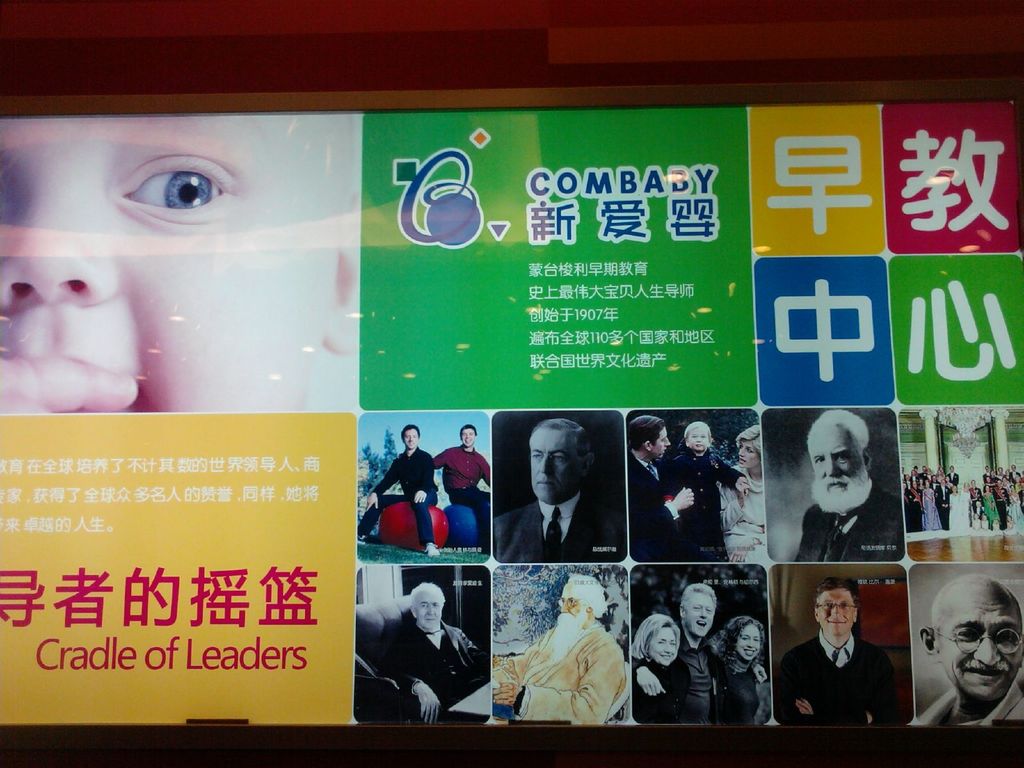 COMBABY
新爱婴
早教
中心
蒙台梭利早期教育
史上最伟大宝贝人生导师
创始于1907年
遍布全球110多个国家和地区
联合国世界文化遗产
教育在全球培养了不计其数的世界领导人、商
家，获得了全球众多名人的赞誉，同样，她将
来卓越的人生。
导者的摇篮
Cradle of Leaders